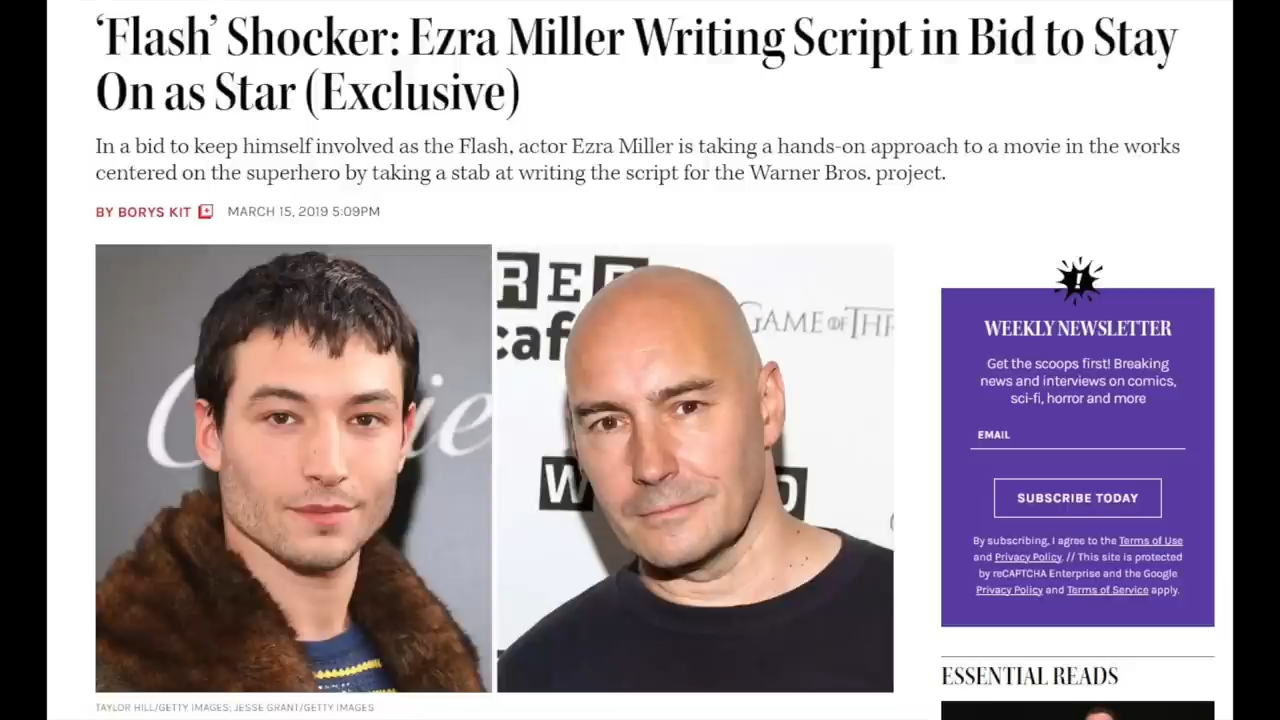 ‘Flash’ Shocker: Ezra Miller Writing Script in Bid to Stay
On as Star (Exclusive)
In a bid to keep himself involved as the Flash, actor Ezra Miller is taking a hands-on approach to a movie in the works
centered on the superhero by taking a stab at writing the script for the Warner Bros. project.
BY BORYS KIT MARCH 15, 2019 5:09PM
RE
caf
GAME OF THR
W
D
!
WEEKLY NEWSLETTER
Get the scoops first! Breaking
news and interviews on comics,
sci-fi, horror and more
EMAIL
SUBSCRIBE TODAY
By subscribing, I agree to the Terms of Use
and Privacy Policy. // This site is protected
by reCAPTCHA Enterprise and the Google
Privacy Policy and Terms of Service apply.
ESSENTIAL READS
TAYLOR HILL/GETTY IMAGES; JESSE GRANT/GETTY IMAGES